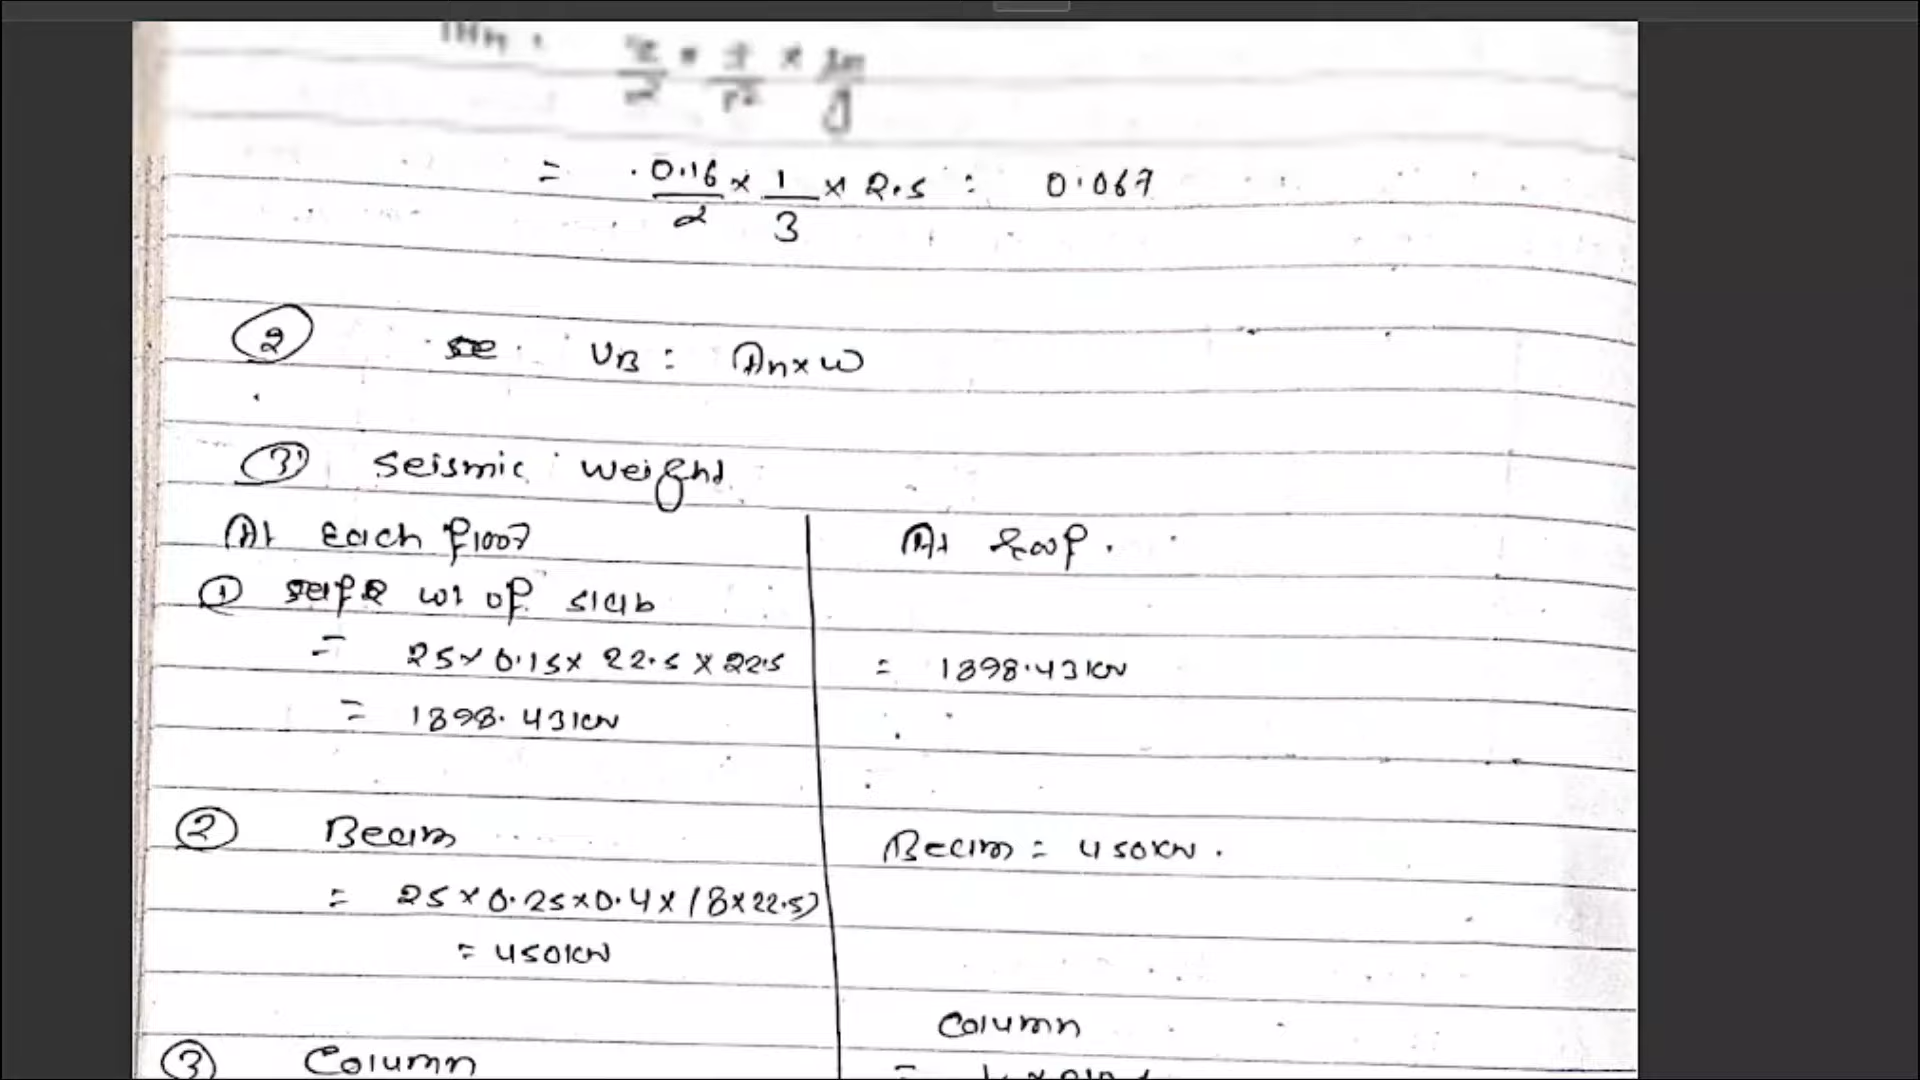 = 0.16/2 × 1/3 × 2.5 = 0.067
② VB = An × W
③ Seismic Weight
At Each Floor
At Roof.
① Self wt of slab
= 25 × 0.15 × 22.5 × 22.5
= 1898.43 KN
= 1898.43 KN
② Beam
Beam = 450 KN.
= 25 × 0.25 × 0.4 × (8 × 22.5)
= 450 KN
Column
③ Column